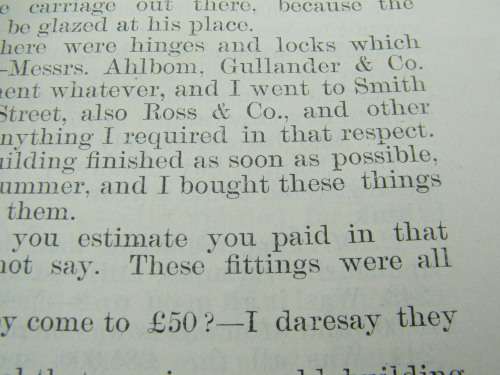 carriage out there, because the
be glazed at his place.
here were hinges and locks which
—Messrs. Ahlbom, Gullander & Co.
ent whatever, and I went to Smith
Street, also Ross & Co., and other
nything I required in that respect.
uilding finished as soon as possible,
ummer, and I bought these things
them.
you estimate you paid in that
not say. These fittings were all
y come to £50?—I daresay they
building